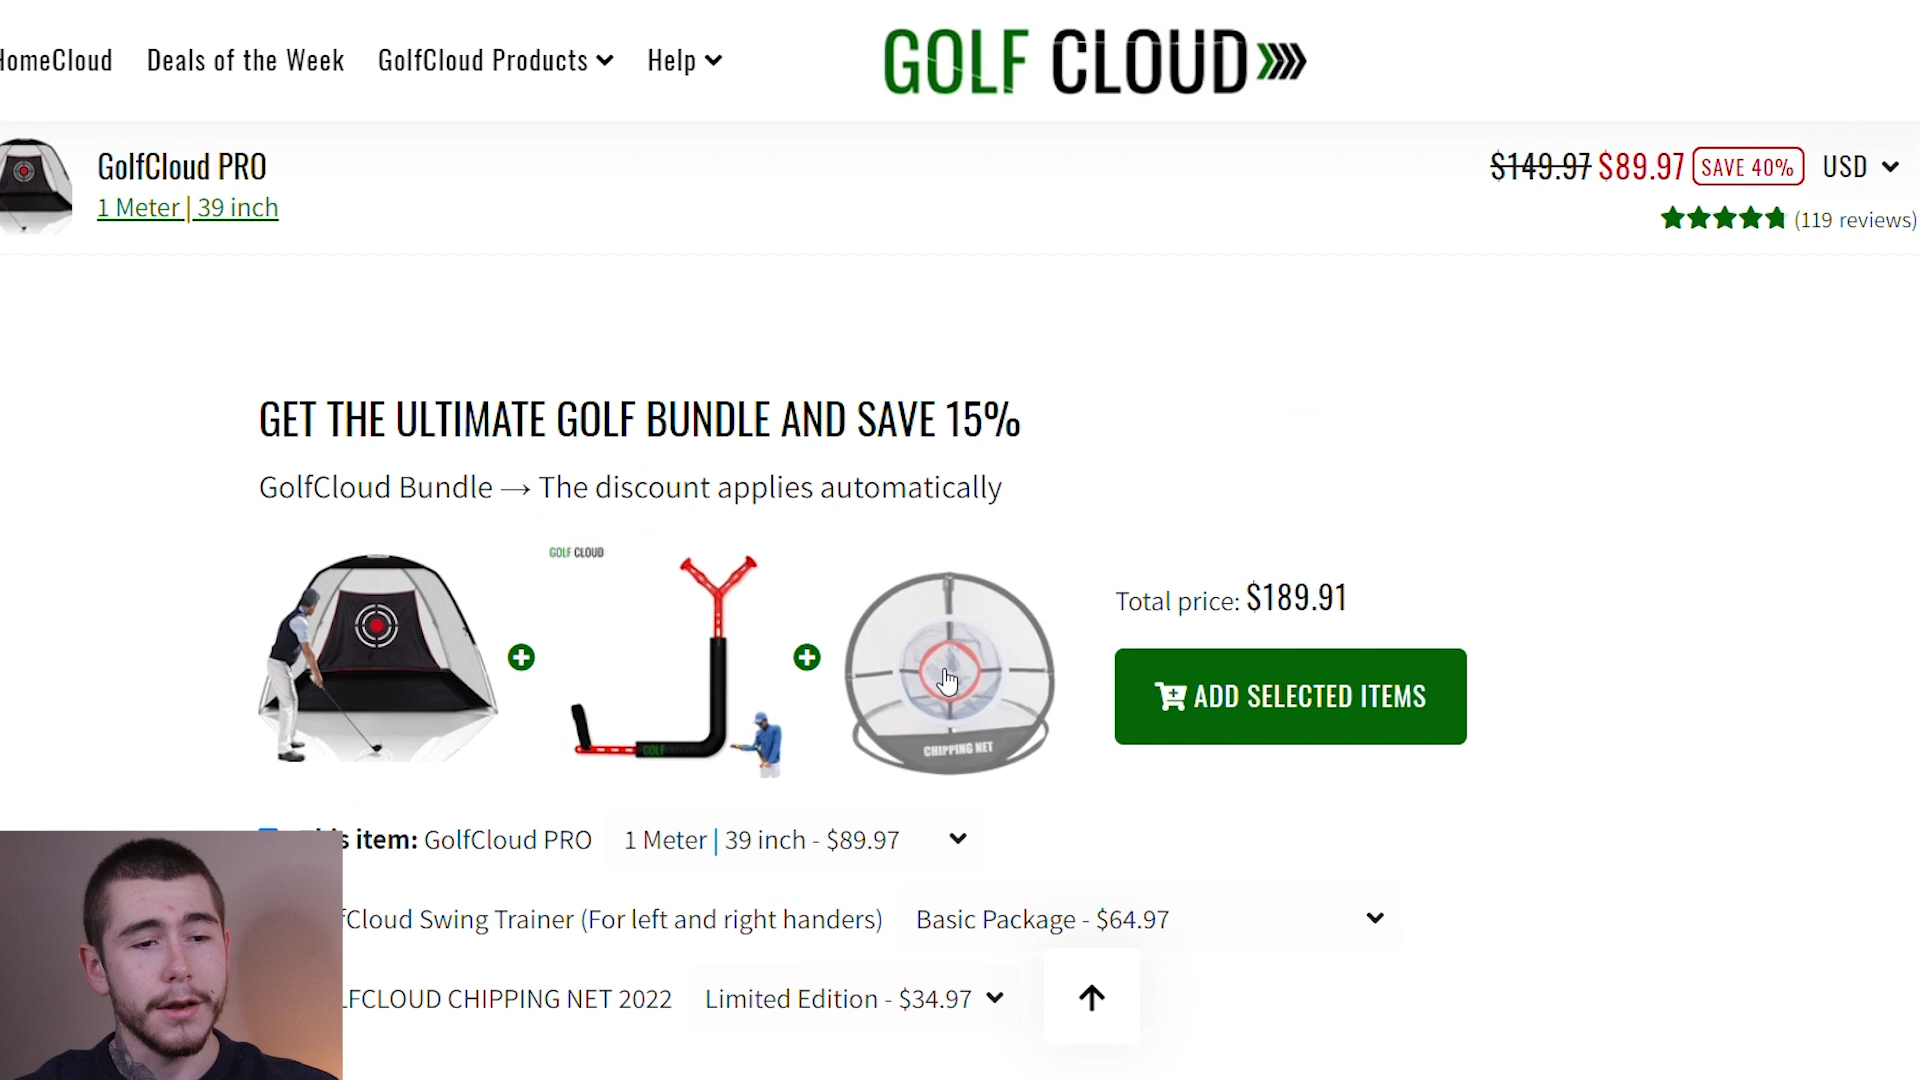 HomeCloud Deals of the Week GolfCloud Products Help
GOLF CLOUD
GolfCloud PRO
1 Meter | 39 inch
$149.97 $89.97 SAVE 40% USD
(119 reviews)
GET THE ULTIMATE GOLF BUNDLE AND SAVE 15%
GolfCloud Bundle → The discount applies automatically
GOLF CLOUD
GOLF
CHIPPING NET
Total price: $189.91
ADD SELECTED ITEMS
item: GolfCloud PRO 1 Meter | 39 inch - $89.97
fCloud Swing Trainer (For left and right handers) Basic Package - $64.97
LFCLOUD CHIPPING NET 2022 Limited Edition - $34.97